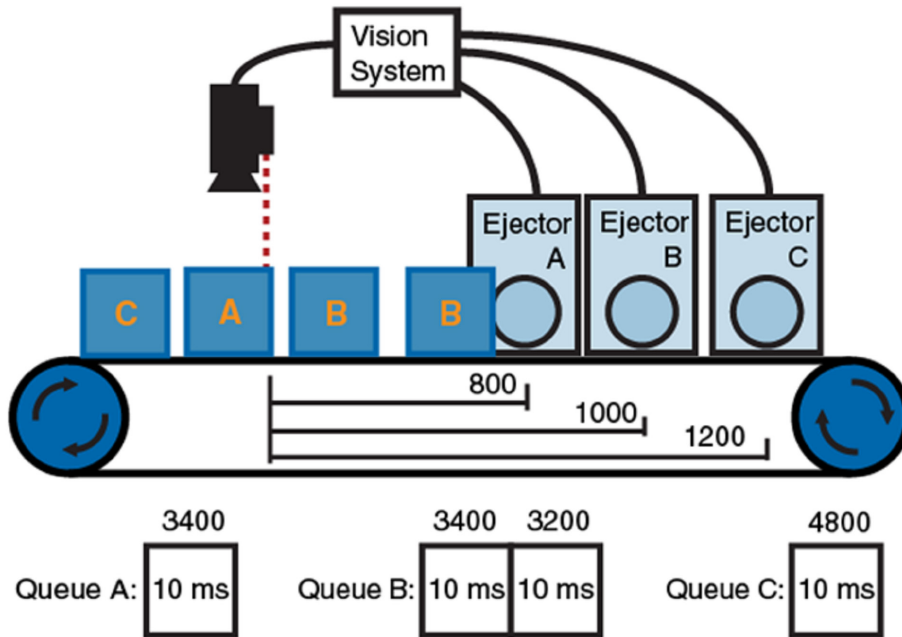 Vision
System
Ejector
A
Ejector
B
Ejector
C
C
A
B
B
800
1000
1200
3400
3400
3200
4800
Queue A:
10 ms
Queue B:
10 ms
10 ms
Queue C:
10 ms